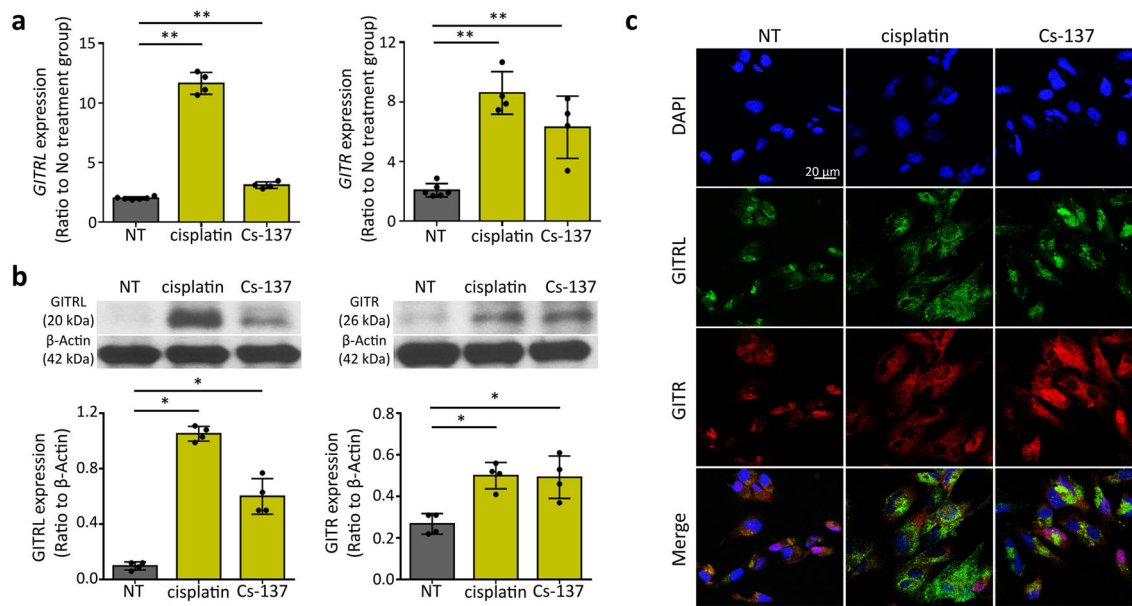 a
GITRL expression
(Ratio to No treatment group)
15
10
5
0
**
**
NT
cisplatin
Cs-137
GITR expression
(Ratio to No treatment group)
12
8
4
0
**
**
NT
cisplatin
Cs-137
b
NT
cisplatin
Cs-137
GITRL
(20 kDa)
β-Actin
(42 kDa)
NT
cisplatin
Cs-137
GITR
(26 kDa)
β-Actin
(42 kDa)
GITRL expression
(Ratio to β-Actin)
1.2
0.9
0.6
0.3
0.0
*
*
NT
cisplatin
Cs-137
GITR expression
(Ratio to β-Actin)
0.8
0.6
0.4
0.2
0.0
*
*
NT
cisplatin
Cs-137
c
NT
cisplatin
Cs-137
DAPI
20 μm
GITRL
GITR
Merge